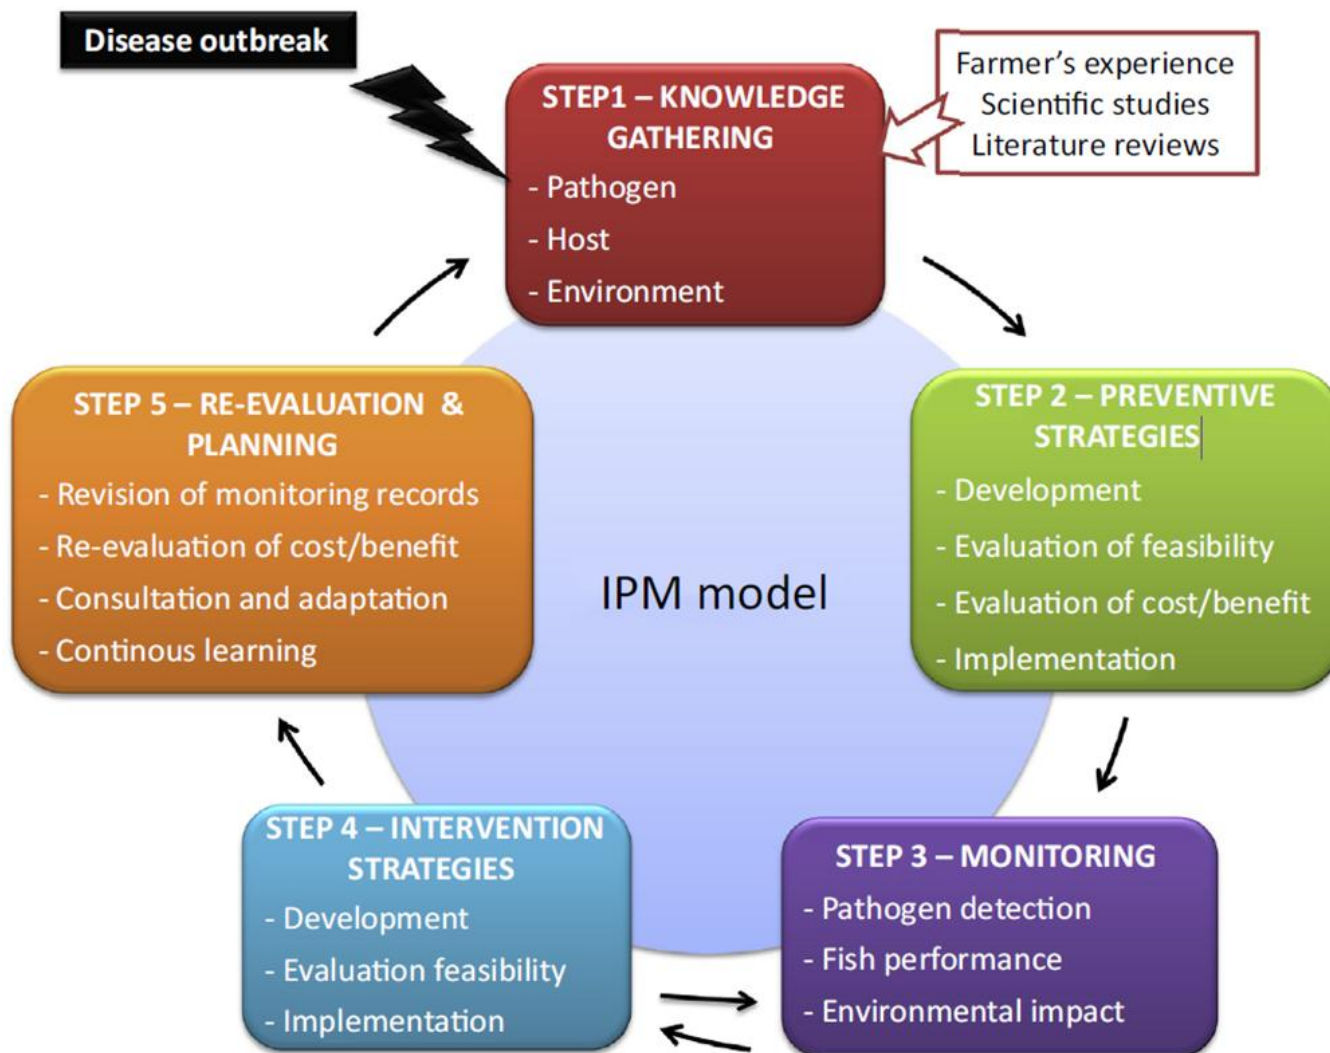 Disease outbreak
Farmer's experience
Scientific studies
Literature reviews
STEP1 – KNOWLEDGE
GATHERING
- Pathogen
- Host
- Environment
STEP 2 – PREVENTIVE
STRATEGIES
- Development
- Evaluation of feasibility
- Evaluation of cost/benefit
- Implementation
STEP 3 – MONITORING
- Pathogen detection
- Fish performance
- Environmental impact
STEP 4 – INTERVENTION
STRATEGIES
- Development
- Evaluation feasibility
- Implementation
STEP 5 – RE-EVALUATION &
PLANNING
- Revision of monitoring records
- Re-evaluation of cost/benefit
- Consultation and adaptation
- Continous learning
IPM model